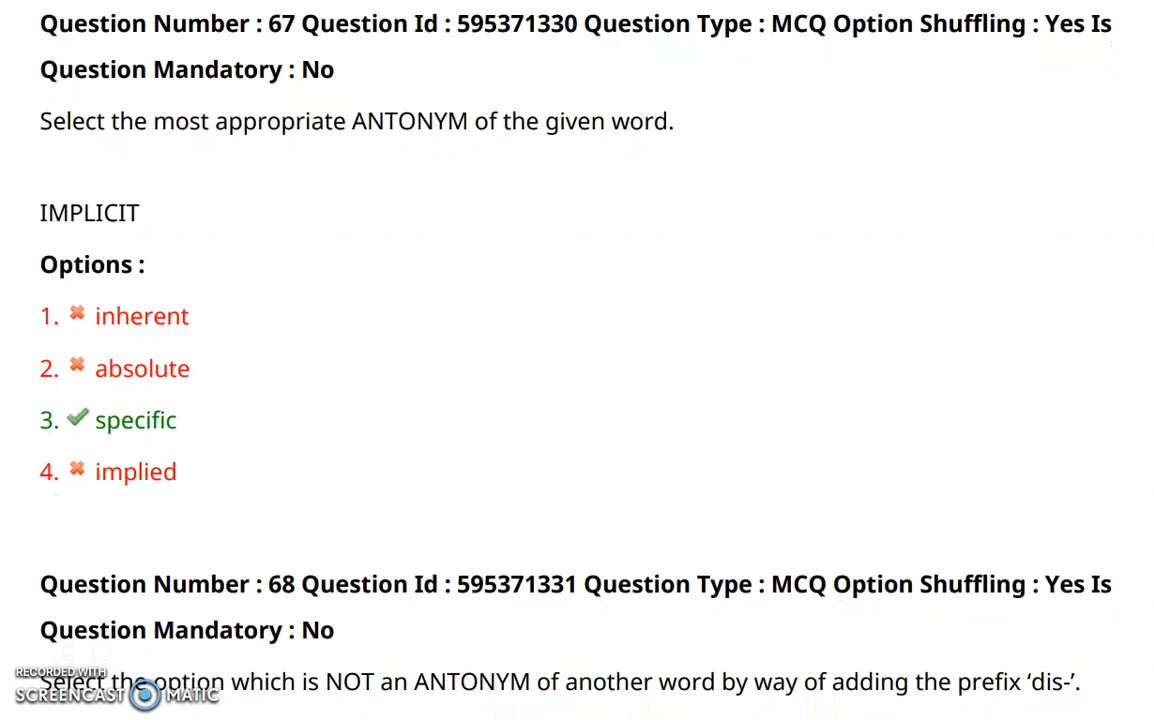 Question Number : 67 Question Id : 595371330 Question Type : MCQ Option Shuffling : Yes Is
Question Mandatory : No
Select the most appropriate ANTONYM of the given word.
IMPLICIT
Options :
1. inherent
2. absolute
3. specific
4. implied
Question Number : 68 Question Id : 595371331 Question Type : MCQ Option Shuffling : Yes Is
Question Mandatory : No
Select the option which is NOT an ANTONYM of another word by way of adding the prefix ‘dis-’.
RECORDED WITH
SCREENCAST MATIC